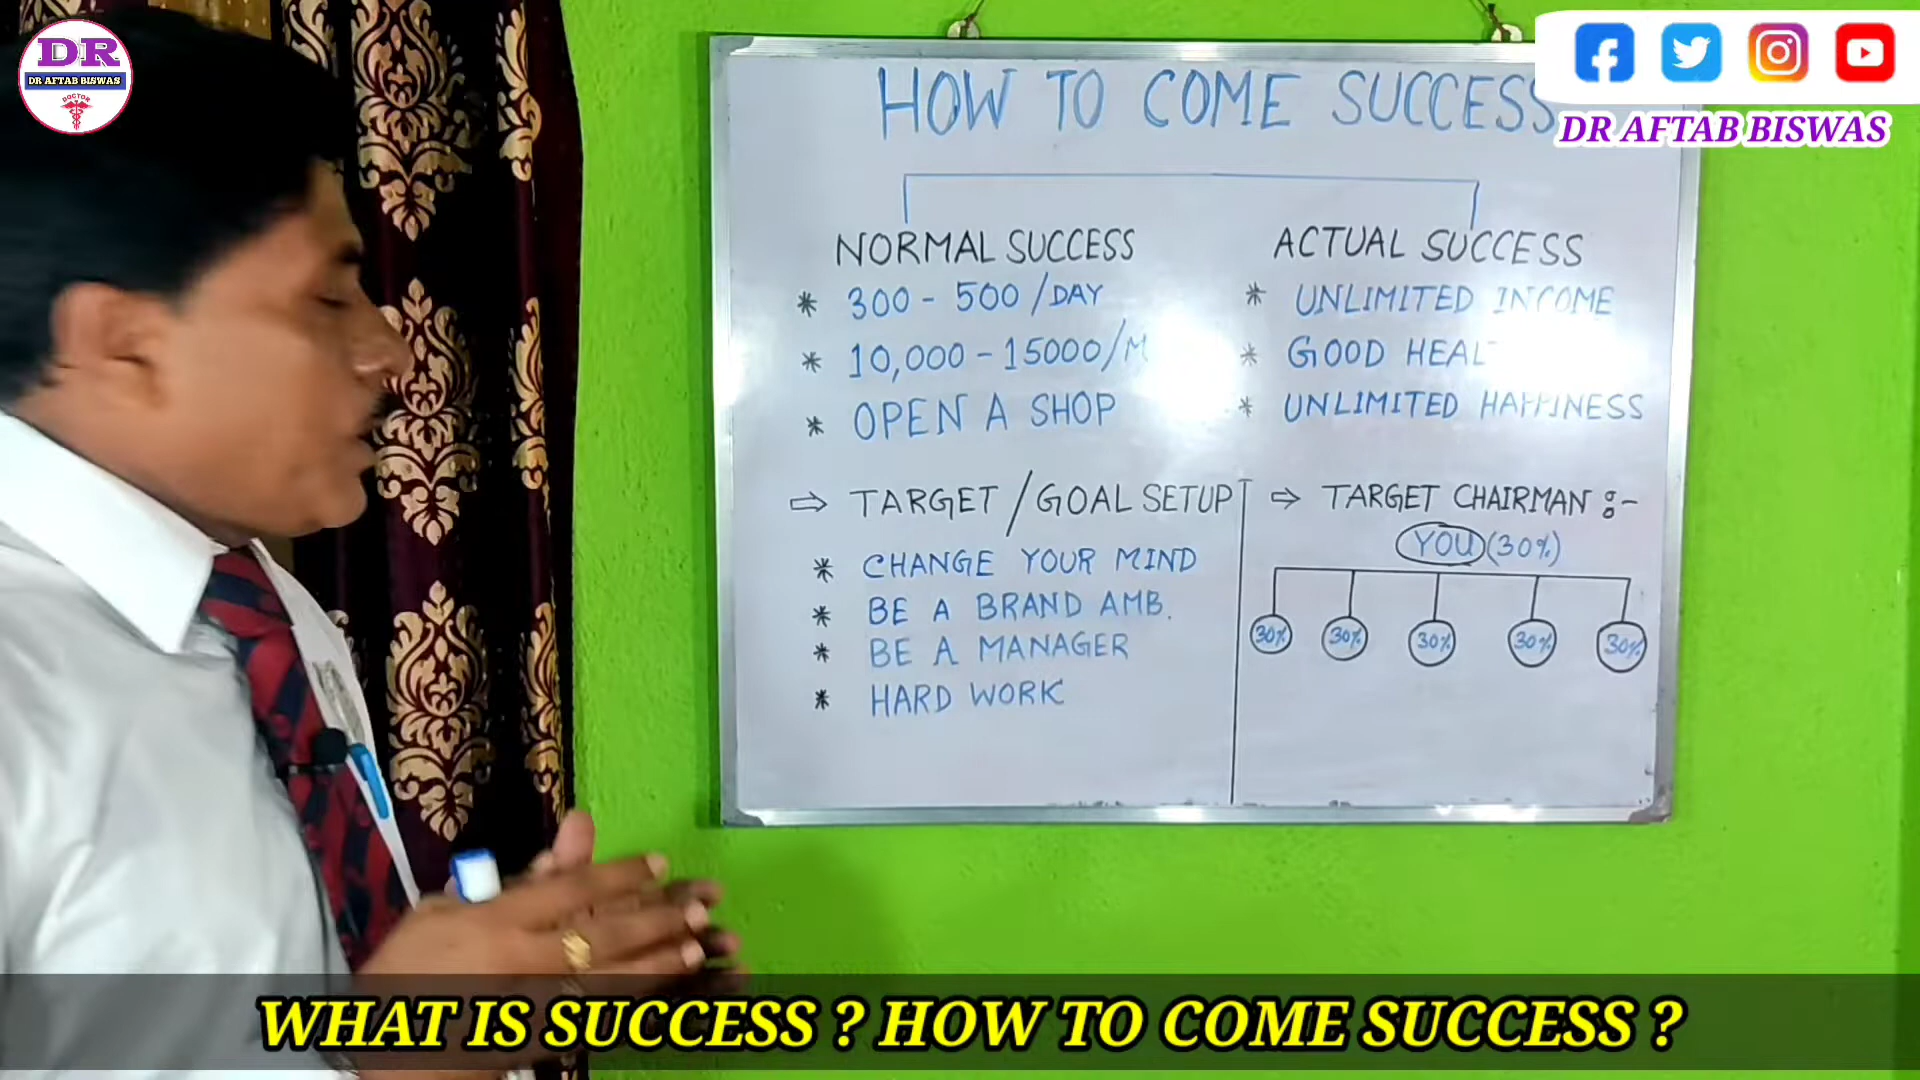 DR
DR AFTAB BISWAS
DOCTOR
DR AFTAB BISWAS
HOW TO COME SUCCESS
NORMAL SUCCESS
* 300 - 500 /DAY
* 10,000 - 15000/M
* OPEN A SHOP
ACTUAL SUCCESS
* UNLIMITED INCOME
* GOOD HEAL
* UNLIMITED HAPPINESS
⇨ TARGET / GOAL SETUP
* CHANGE YOUR MIND
* BE A BRAND AMB.
* BE A MANAGER
* HARD WORK
⇨ TARGET CHAIRMAN :-
YOU (30%)
30% 30% 30% 30% 30%
WHAT IS SUCCESS ? HOW TO COME SUCCESS ?